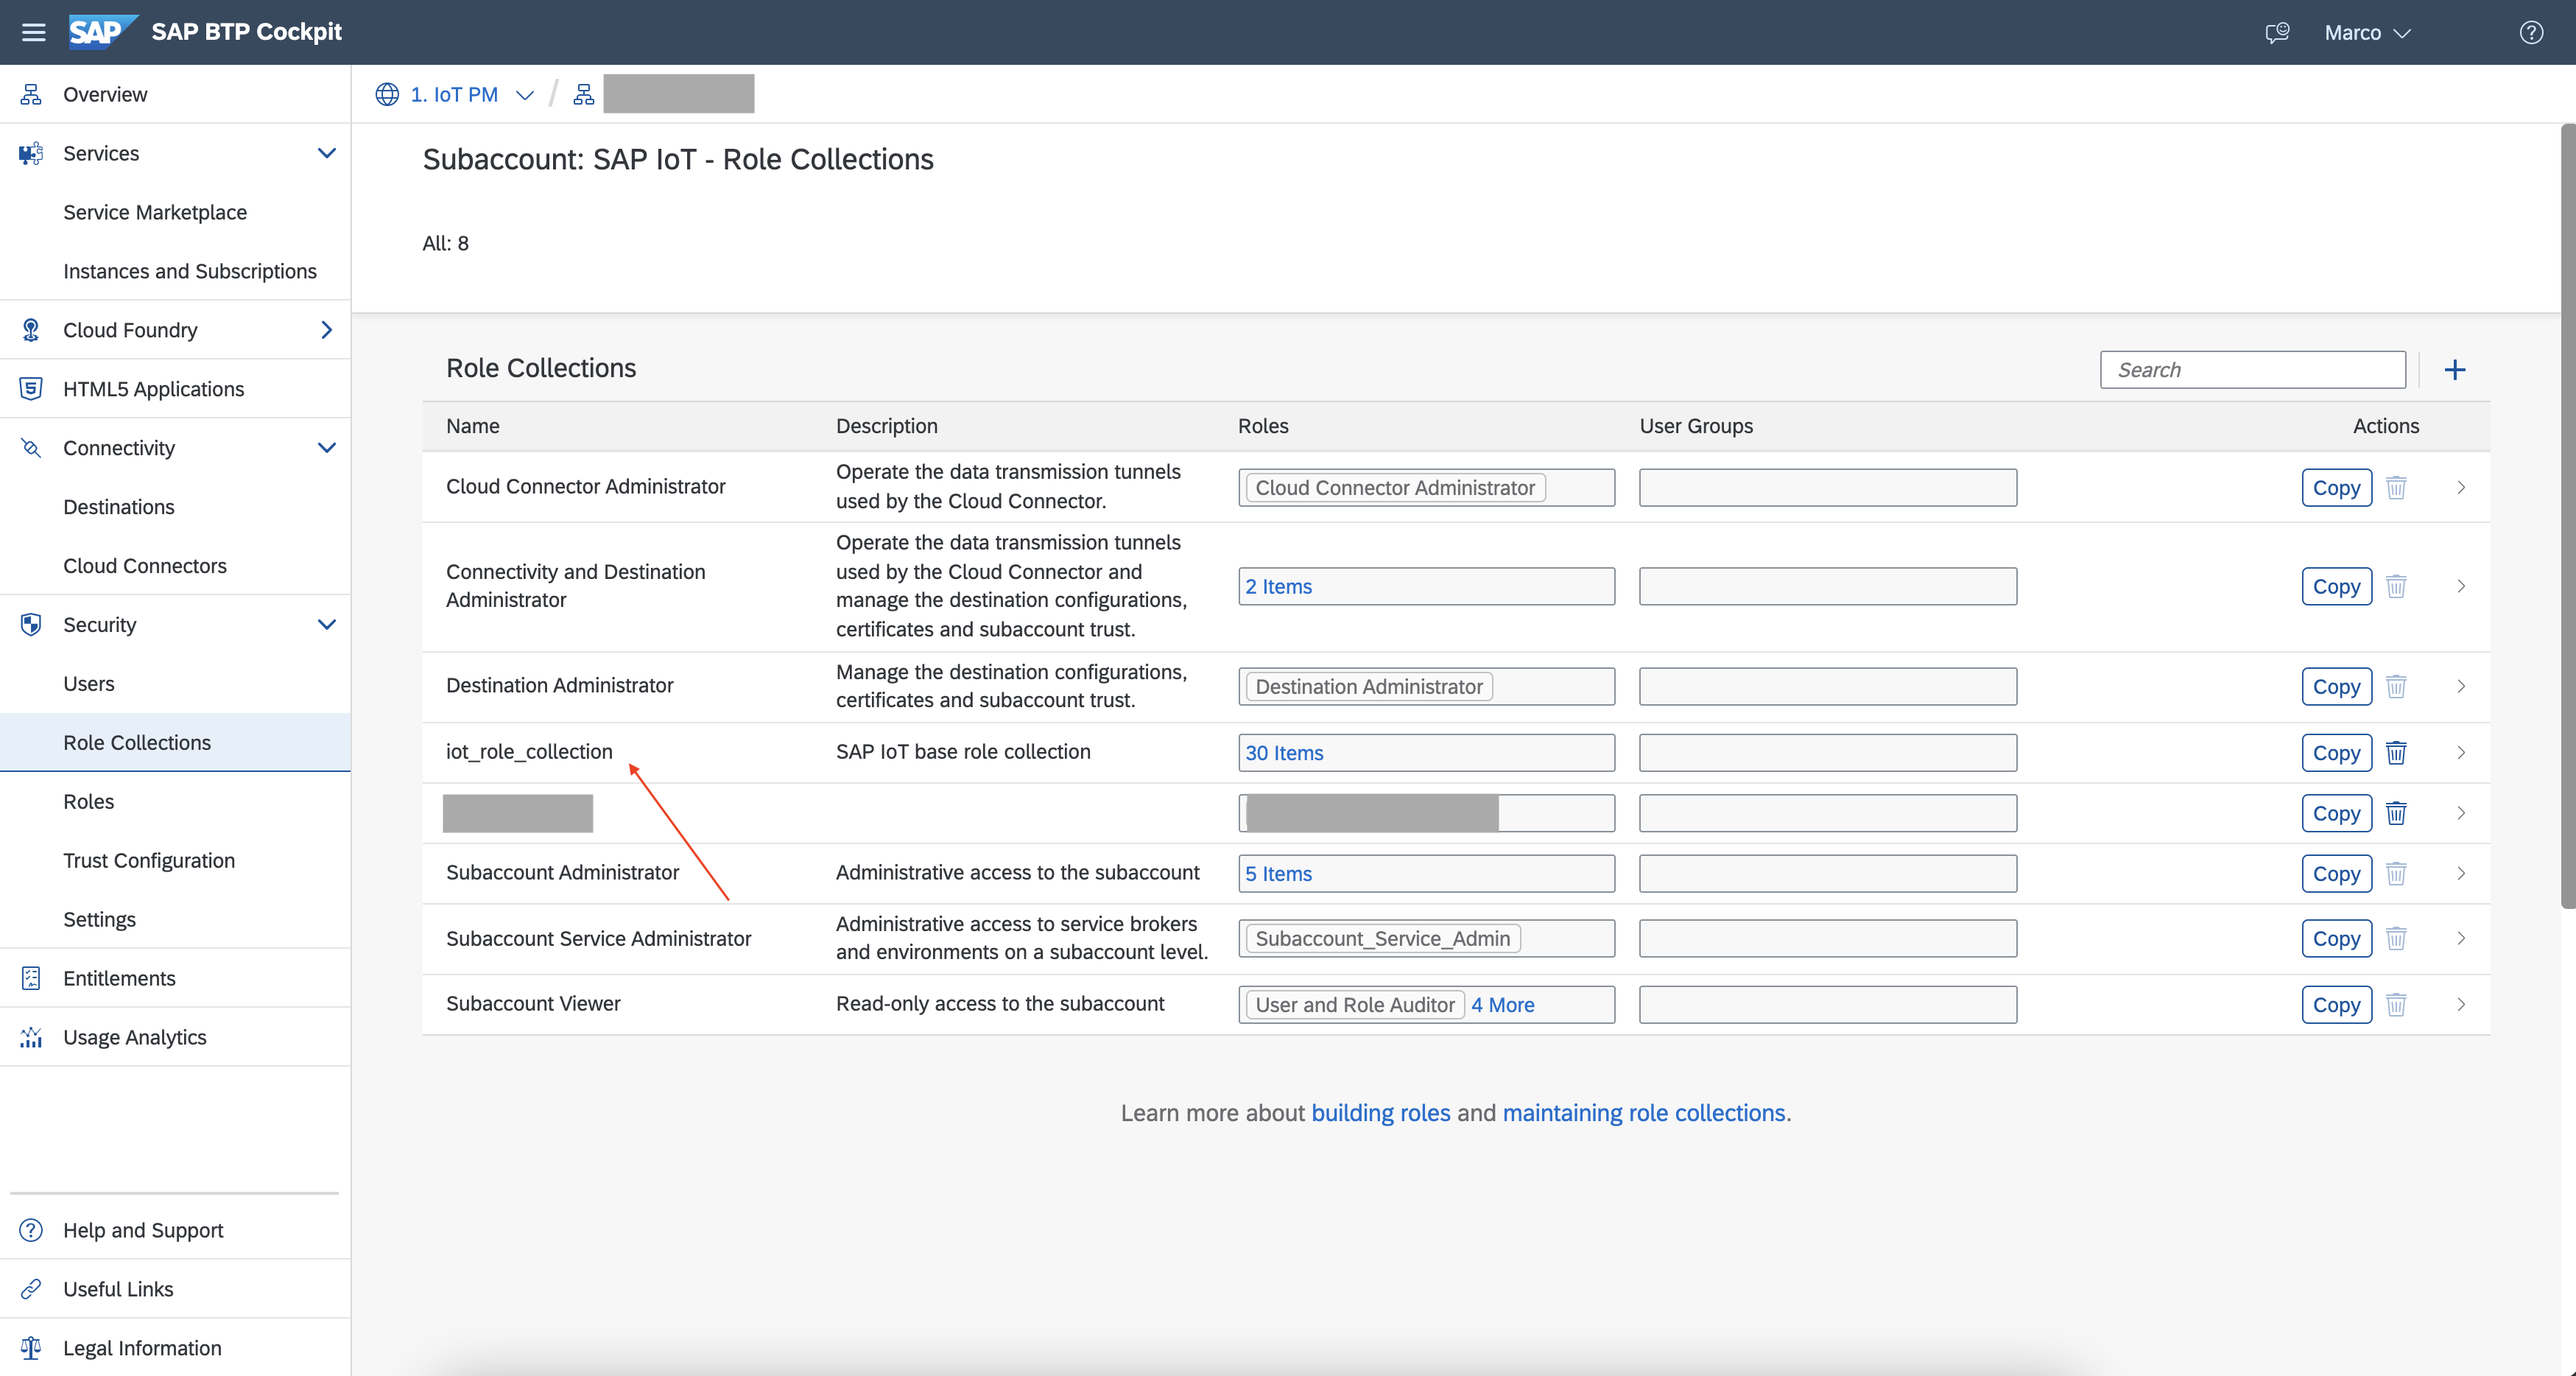 SAP SAP BTP Cockpit
Marco
Overview
Services
Service Marketplace
Instances and Subscriptions
Cloud Foundry
HTML5 Applications
Connectivity
Destinations
Cloud Connectors
Security
Users
Role Collections
Roles
Trust Configuration
Settings
Entitlements
Usage Analytics
Help and Support
Useful Links
Legal Information
1. IoT PM /
Subaccount: SAP IoT - Role Collections
All: 8
Role Collections
Search
Name Description Roles User Groups Actions
Cloud Connector Administrator
Operate the data transmission tunnels
used by the Cloud Connector.
Cloud Connector Administrator
Copy
Connectivity and Destination
Administrator
Operate the data transmission tunnels
used by the Cloud Connector and
manage the destination configurations,
certificates and subaccount trust.
2 Items
Copy
Destination Administrator
Manage the destination configurations,
certificates and subaccount trust.
Destination Administrator
Copy
iot_role_collection
SAP IoT base role collection
30 Items
Copy
Copy
Subaccount Administrator
Administrative access to the subaccount
5 Items
Copy
Subaccount Service Administrator
Administrative access to service brokers
and environments on a subaccount level.
Subaccount_Service_Admin
Copy
Subaccount Viewer
Read-only access to the subaccount
User and Role Auditor 4 More
Copy
Learn more about building roles and maintaining role collections.